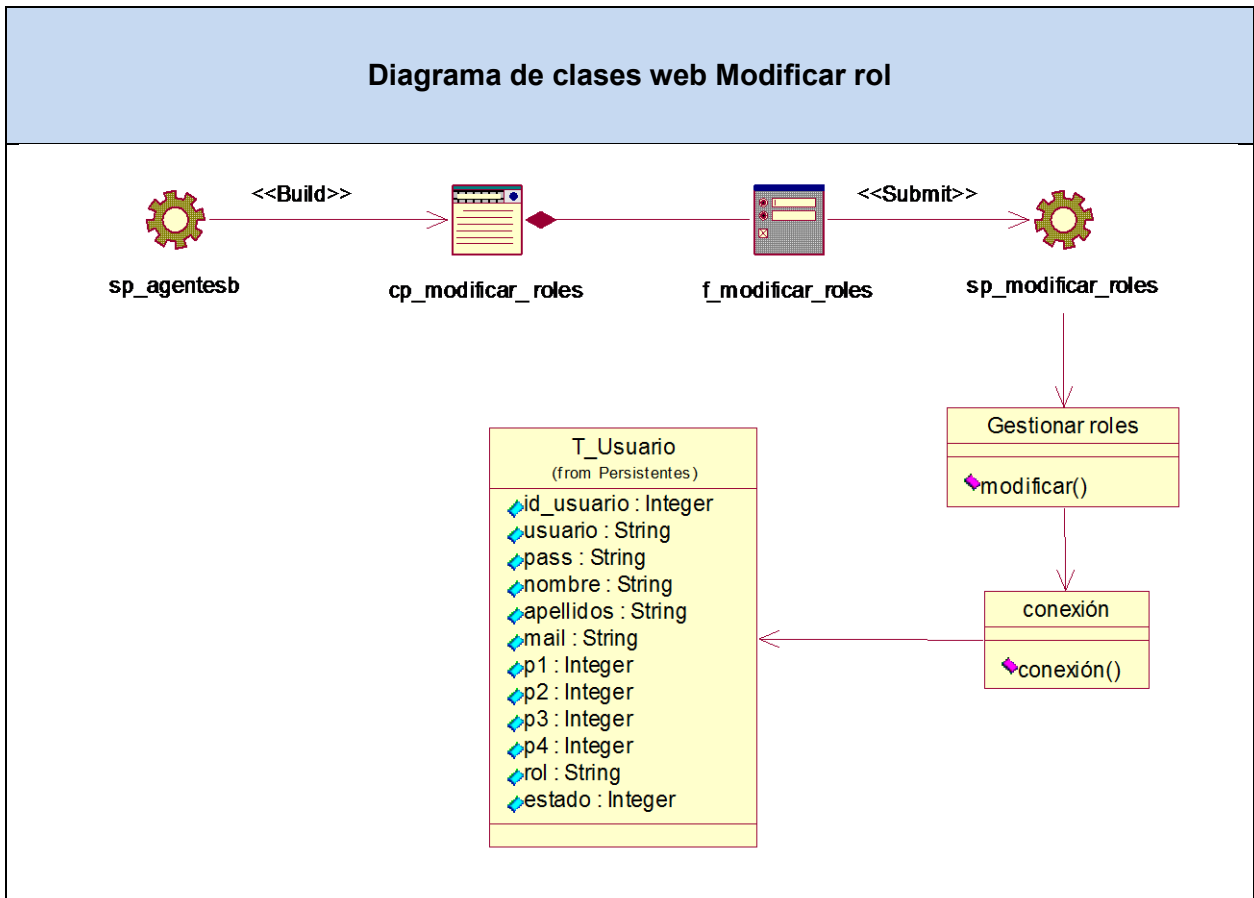 Diagrama de clases web Modificar rol
<<Build>>
<<Submit>>
sp_agentesb
cp_modificar_roles
f_modificar_roles
sp_modificar_roles
Gestionar roles
modificar()
conexión
conexión()
T_Usuario
(from Persistentes)
id_usuario : Integer
usuario : String
pass : String
nombre : String
apellidos : String
mail : String
p1 : Integer
p2 : Integer
p3 : Integer
p4 : Integer
rol : String
estado : Integer